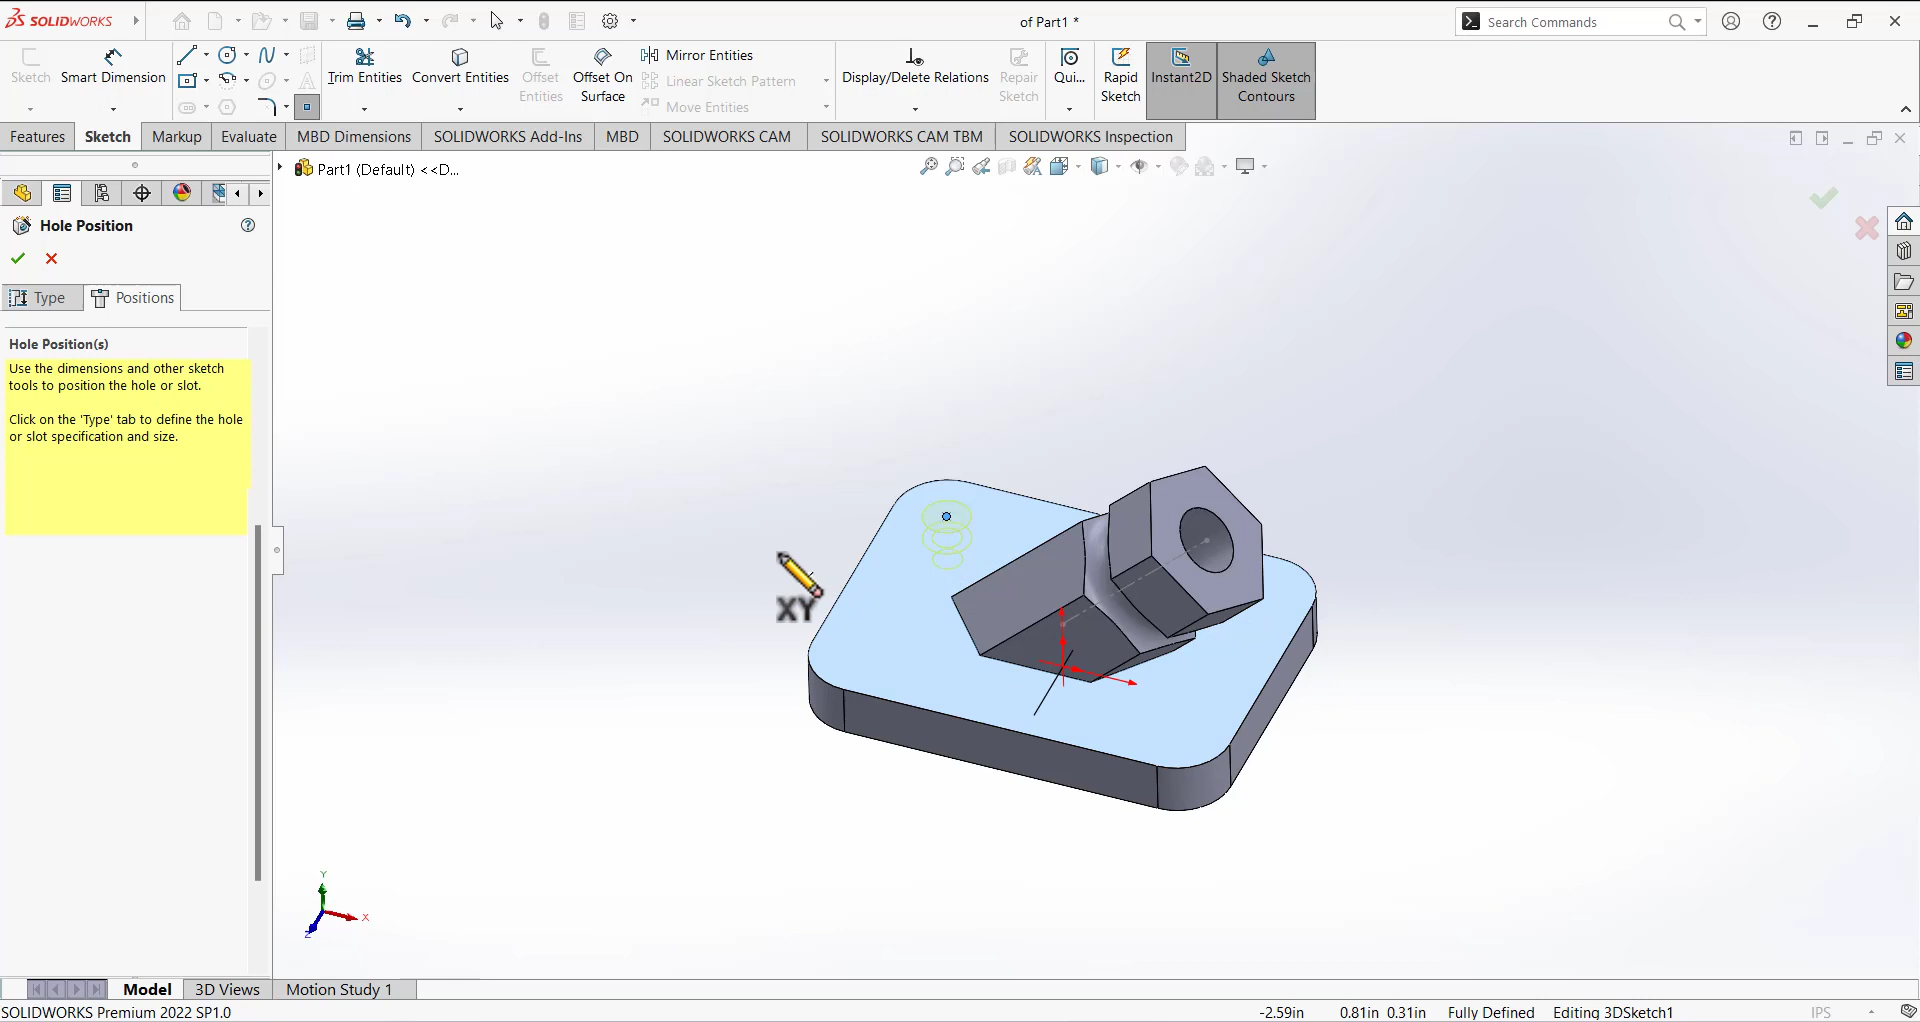 SOLIDWORKS
of Part1 *
Search Commands
Sketch
Smart Dimension
Trim Entities
Convert Entities
Offset
Entities
Offset On
Surface
Mirror Entities
Linear Sketch Pattern
Move Entities
Display/Delete Relations
Repair
Sketch
Qui...
Rapid
Sketch
Instant2D
Shaded Sketch
Contours
Features
Sketch
Markup
Evaluate
MBD Dimensions
SOLIDWORKS Add-Ins
MBD
SOLIDWORKS CAM
SOLIDWORKS CAM TBM
SOLIDWORKS Inspection
Part1 (Default) <<D...
Hole Position
Type
Positions
Hole Position(s)
Use the dimensions and other sketch
tools to position the hole or slot.
Click on the 'Type' tab to define the hole
or slot specification and size.
XY
Y
X
Z
Model
3D Views
Motion Study 1
SOLIDWORKS Premium 2022 SP1.0
-2.59in
0.81in 0.31in
Fully Defined
Editing 3DSketch1
IPS